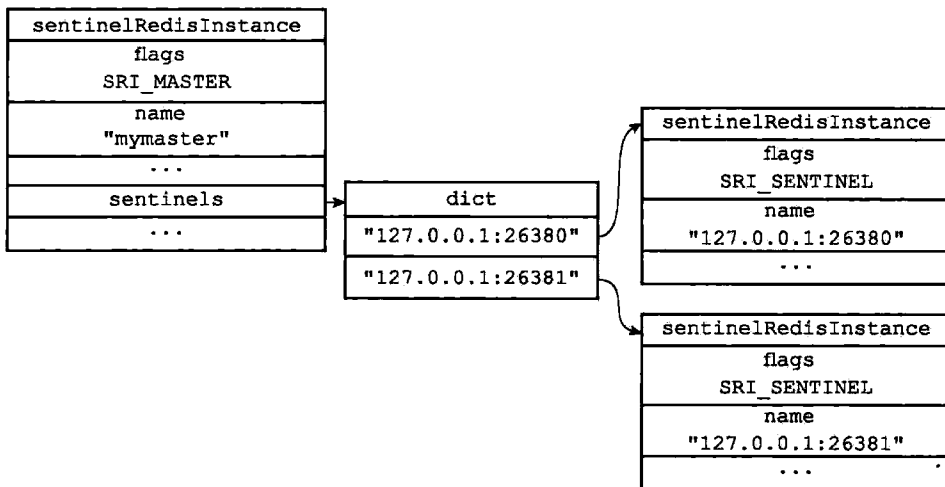 sentinelRedisInstance
flags
SRI_MASTER
name
"mymaster"
...
sentinels
...
dict
"127.0.0.1:26380"
"127.0.0.1:26381"
sentinelRedisInstance
flags
SRI_SENTINEL
name
"127.0.0.1:26380"
...
sentinelRedisInstance
flags
SRI_SENTINEL
name
"127.0.0.1:26381"
...